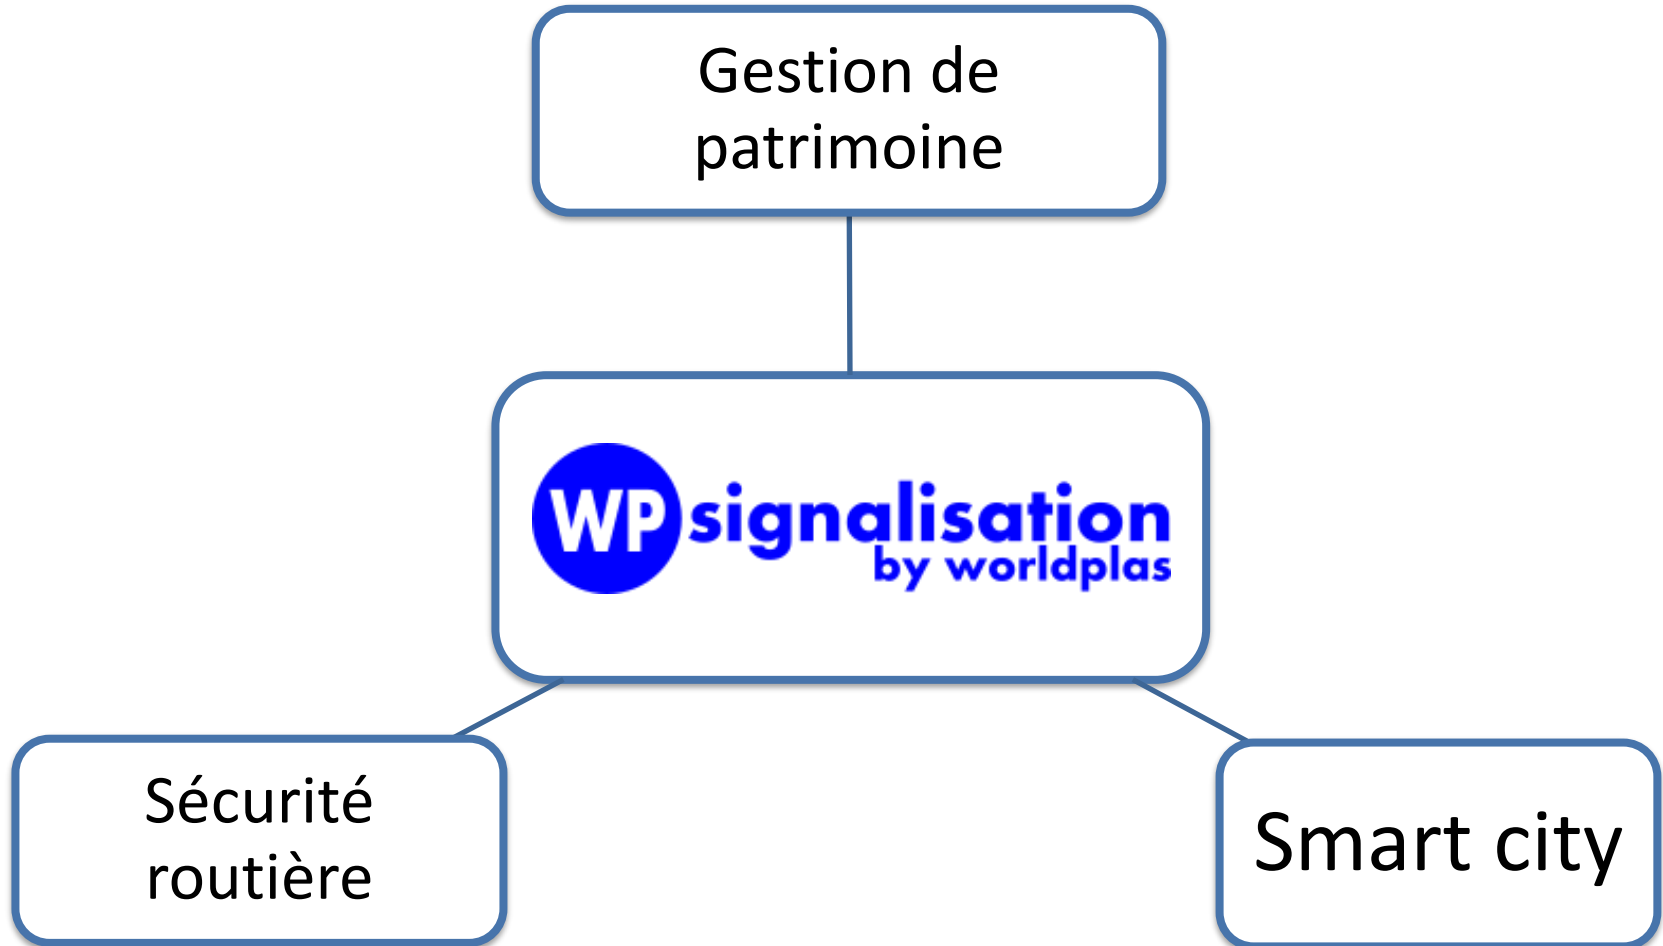 Gestion de
patrimoine
WP signalisation
by worldplas
Sécurité
routière
Smart city